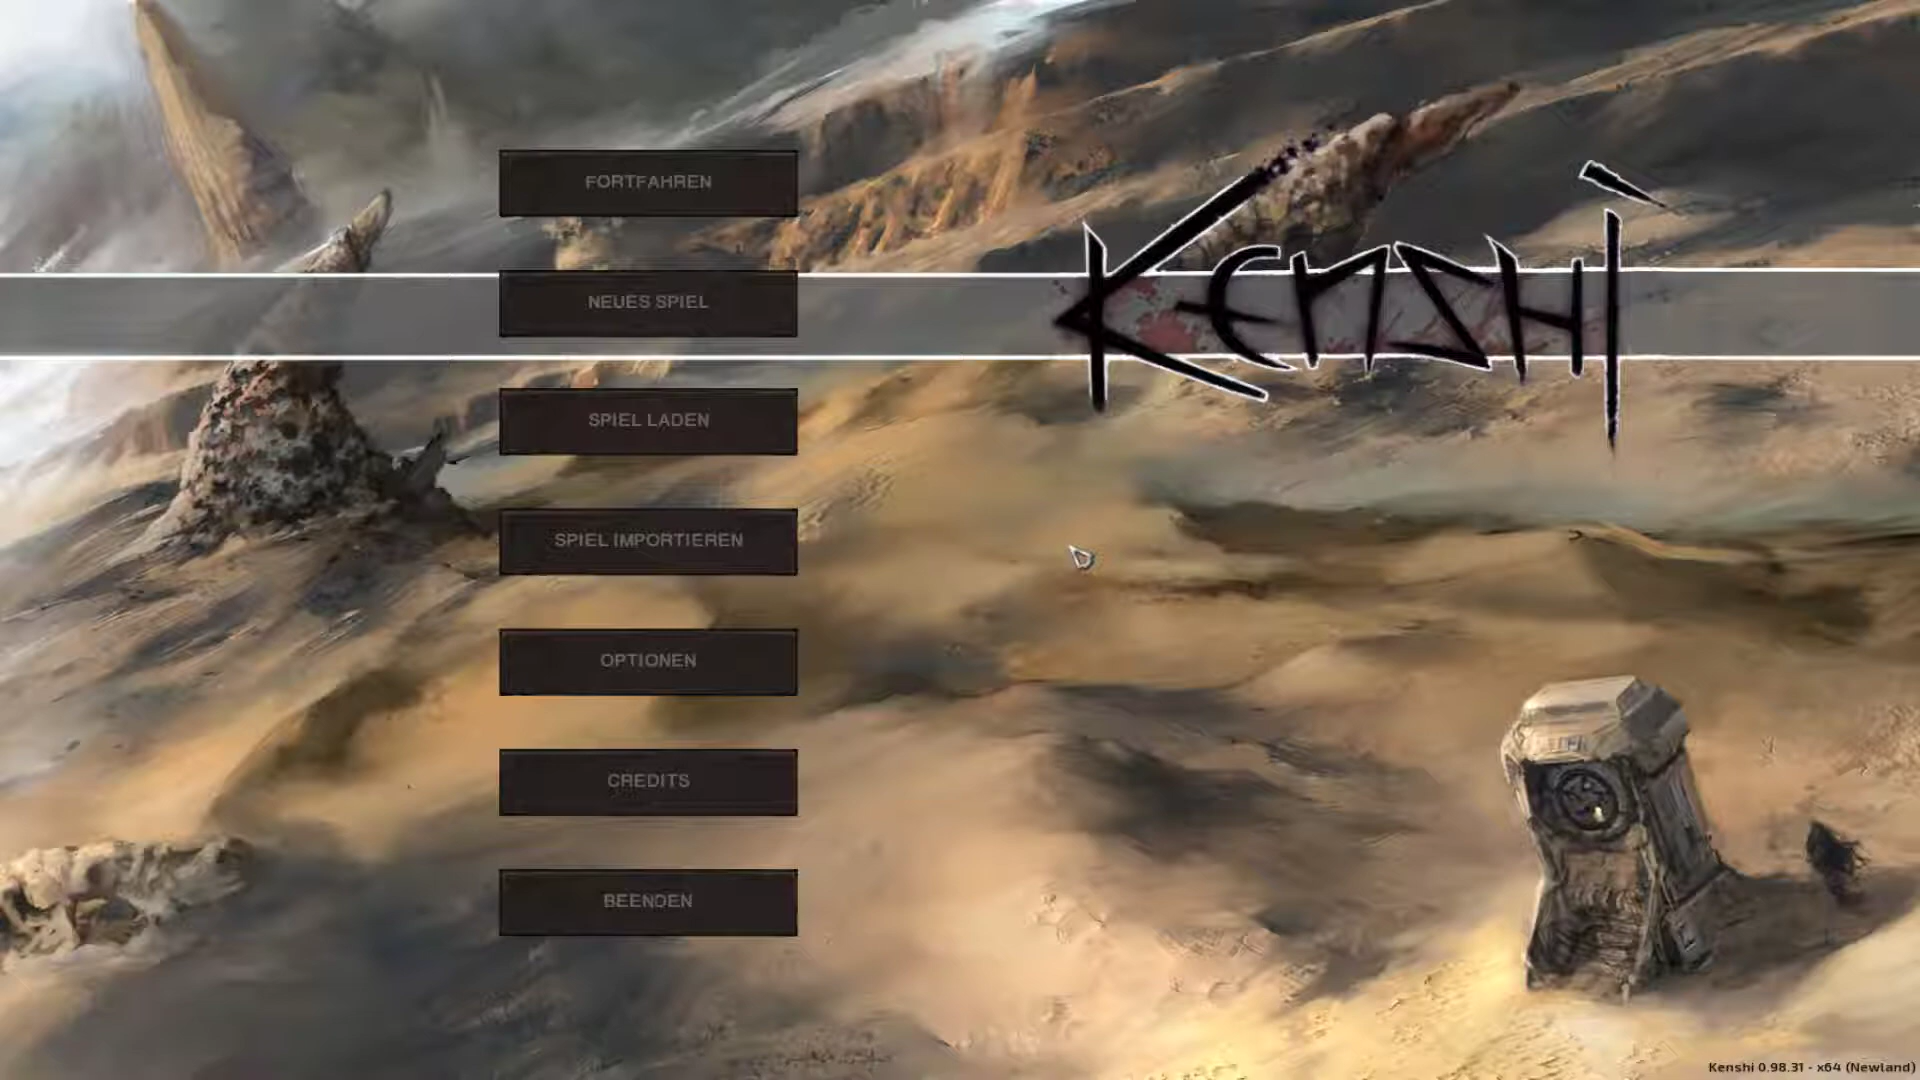 FORTFAHREN
NEUES SPIEL
SPIEL LADEN
SPIEL IMPORTIEREN
OPTIONEN
CREDITS
BEENDEN
KENSHI
Kenshi 0.98.31 - x64 (Newland)